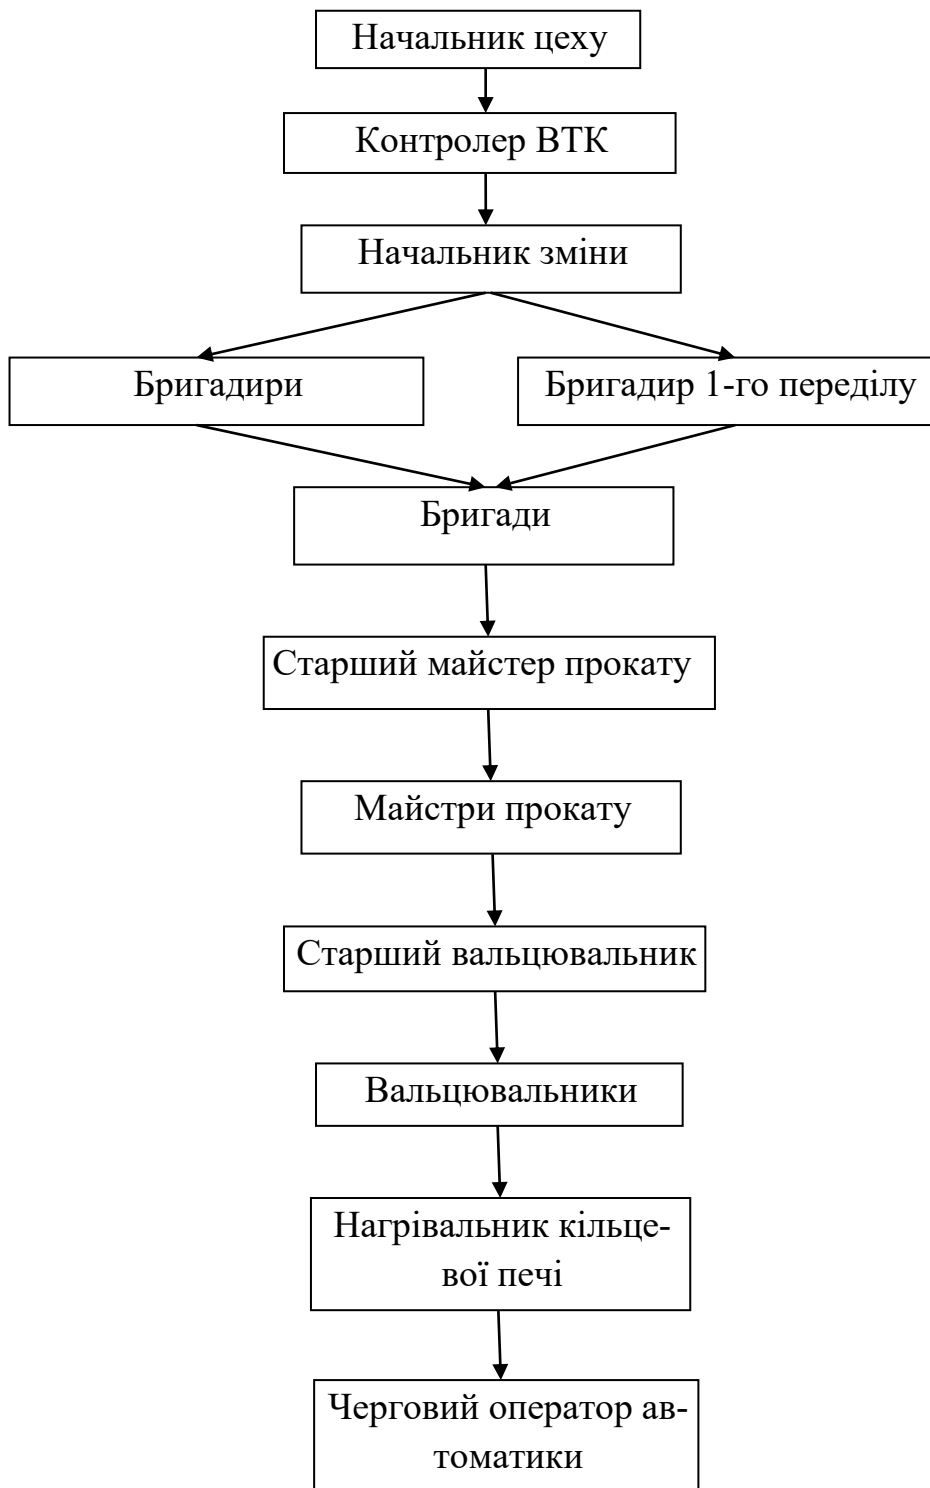 Начальник цеху
Контролер ВТК
Начальник зміни
Бригадири
Бригадир 1-го переділу
Бригади
Старший майстер прокату
Майстри прокату
Старший вальцювальник
Вальцювальники
Нагрівальник кільце-
вої печі
Черговий оператор ав-
томатики